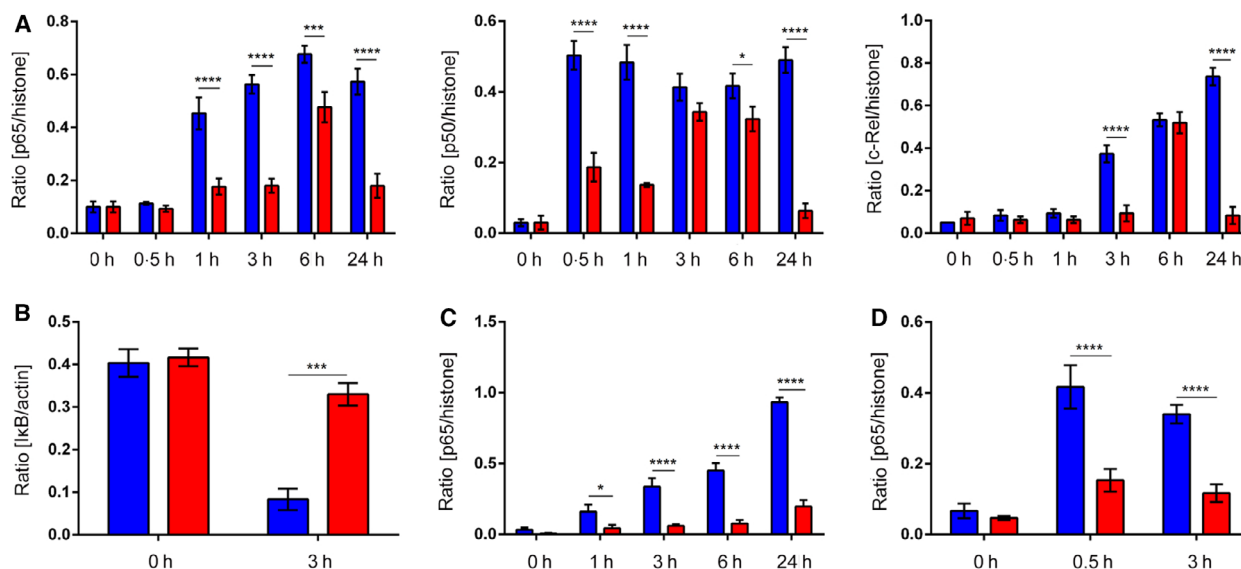 A
Ratio [p65/histone]
0.8
0.6
0.4
0.2
0.0
****
****
***
****
0 h 0·5 h 1 h 3 h 6 h 24 h
Ratio [p50/histone]
0.6
0.4
0.2
0.0
****
****
*
****
0 h 0·5 h 1 h 3 h 6 h 24 h
Ratio [c-Rel/histone]
1.0
0.8
0.6
0.4
0.2
0.0
****
****
0 h 0·5 h 1 h 3 h 6 h 24 h
B
Ratio [IκB/actin]
0.5
0.4
0.3
0.2
0.1
0.0
***
0 h 3 h
C
Ratio [p65/histone]
1.5
1.0
0.5
0.0
*
****
****
****
0 h 1 h 3 h 6 h 24 h
D
Ratio [p65/histone]
0.6
0.4
0.2
0.0
****
****
0 h 0.5 h 3 h